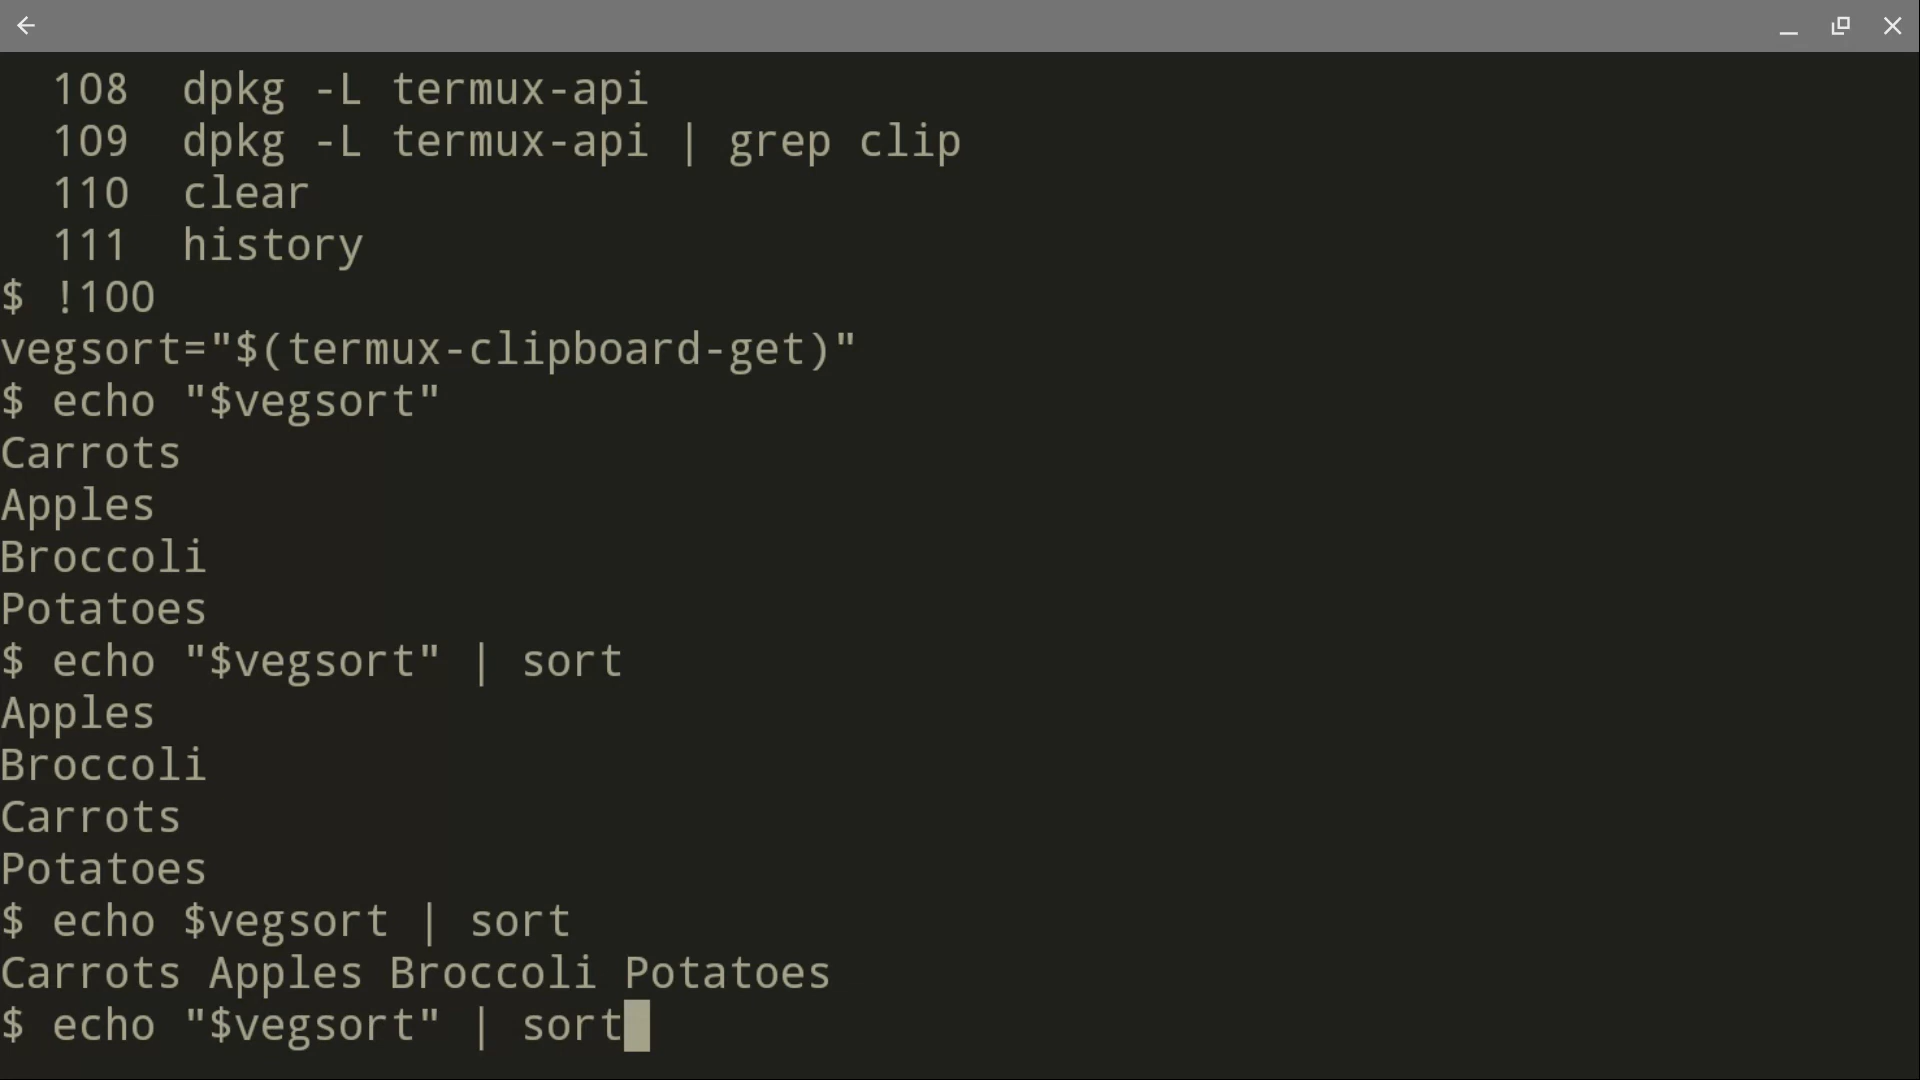 108 dpkg -L termux-api
109 dpkg -L termux-api | grep clip
110 clear
111 history
$ !100
vegsort="$(termux-clipboard-get)"
$ echo "$vegsort"
Carrots
Apples
Broccoli
Potatoes
$ echo "$vegsort" | sort
Apples
Broccoli
Carrots
Potatoes
$ echo $vegsort | sort
Carrots Apples Broccoli Potatoes
$ echo "$vegsort" | sort